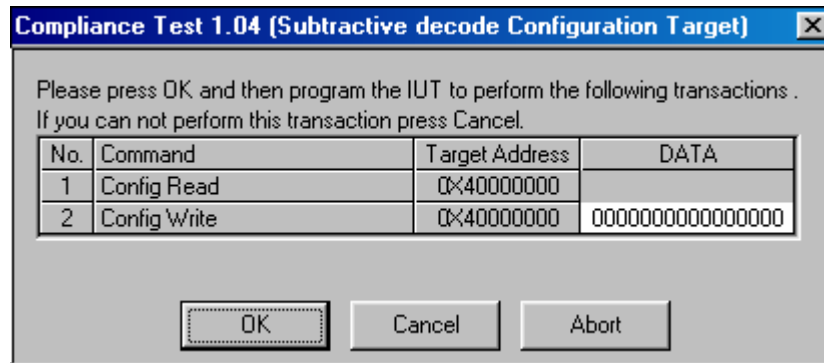 Compliance Test 1.04 (Subtractive decode Configuration Target)
Please press OK and then program the IUT to perform the following transactions .
If you can not perform this transaction press Cancel.
No. Command Target Address DATA
1 Config Read 0X40000000
2 Config Write 0X40000000 0000000000000000
OK Cancel Abort